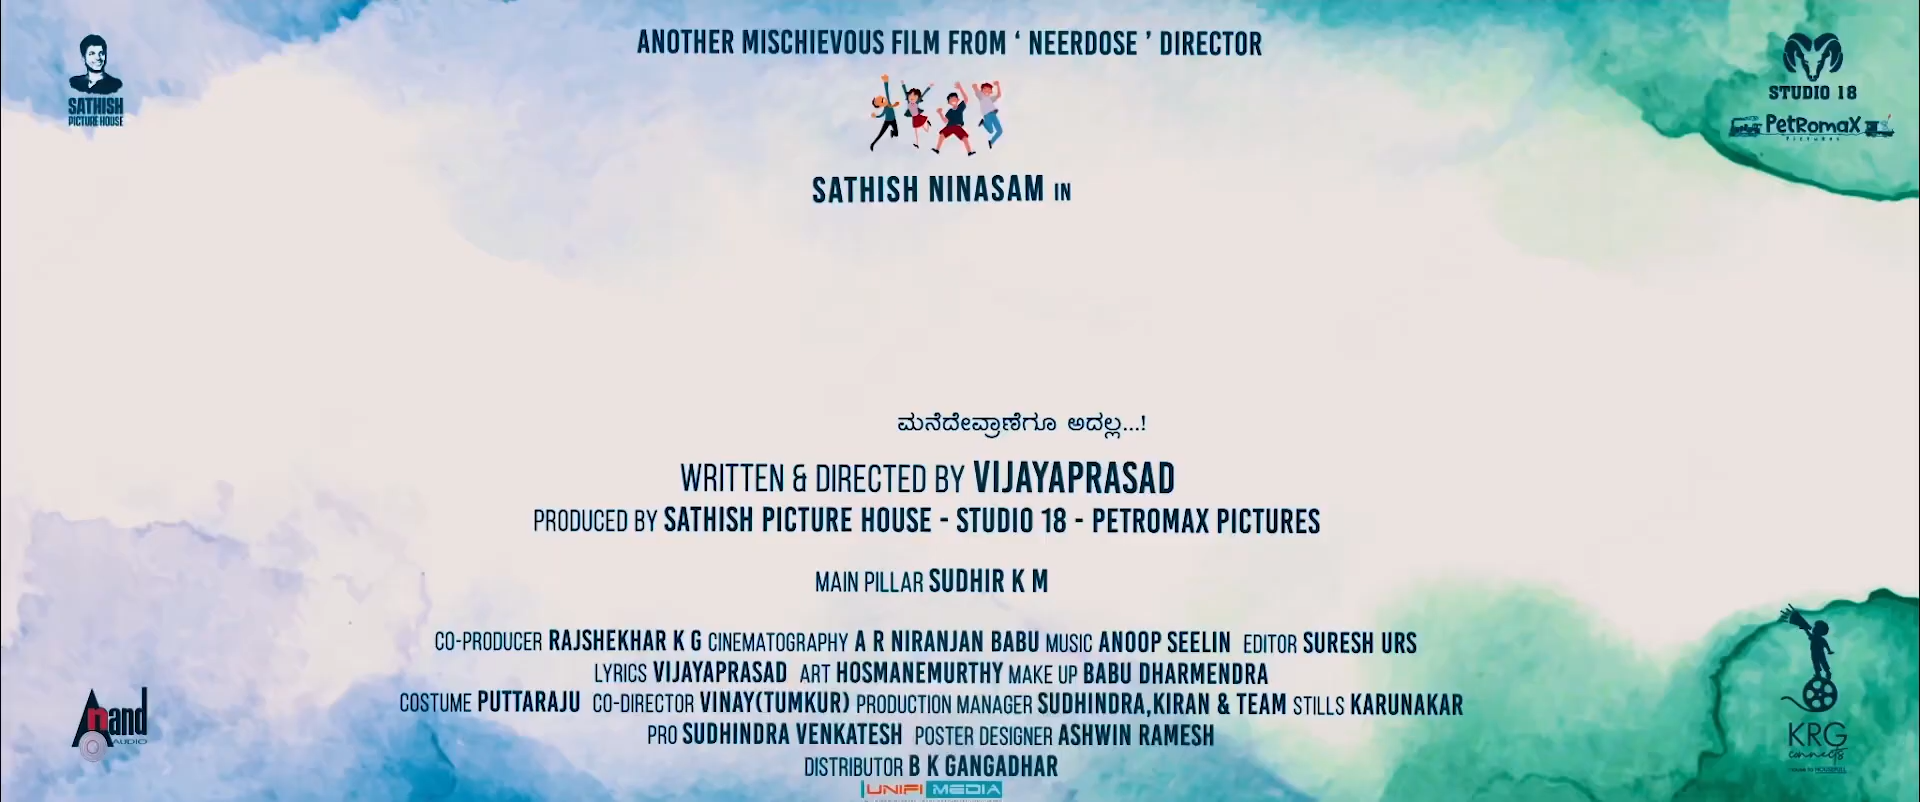 ANOTHER MISCHIEVOUS FILM FROM ‘ NEERDOSE ’ DIRECTOR
SATHISH
PICTURE HOUSE
STUDIO 18
PetRomaX
PICTURES
SATHISH NINASAM IN
ಮನೆದೇವ್ರಾಣೆಗೂ ಅದಲ್ಲ...!
WRITTEN & DIRECTED BY VIJAYAPRASAD
PRODUCED BY SATHISH PICTURE HOUSE - STUDIO 18 - PETROMAX PICTURES
MAIN PILLAR SUDHIR K M
CO-PRODUCER RAJSHEKHAR K G CINEMATOGRAPHY A R NIRANJAN BABU MUSIC ANOOP SEELIN EDITOR SURESH URS
LYRICS VIJAYAPRASAD ART HOSMANEMURTHY MAKE UP BABU DHARMENDRA
COSTUME PUTTARAJU CO-DIRECTOR VINAY(TUMKUR) PRODUCTION MANAGER SUDHINDRA,KIRAN & TEAM STILLS KARUNAKAR
PRO SUDHINDRA VENKATESH POSTER DESIGNER ASHWIN RAMESH
DISTRIBUTOR B K GANGADHAR
Anand
AUDIO
KRG
connects
UNIFI MEDIA